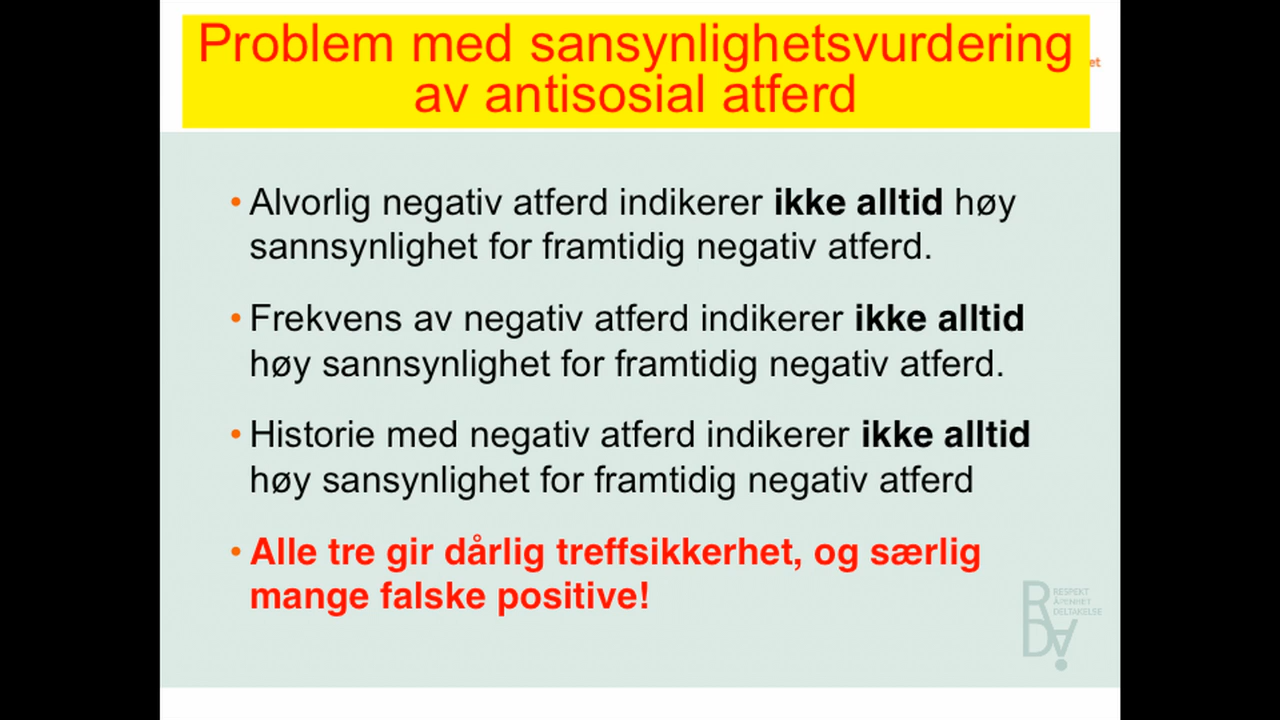 Problem med sansynlighetsvurdering
av antisosial atferd
et
• Alvorlig negativ atferd indikerer ikke alltid høy
sannsynlighet for framtidig negativ atferd.
• Frekvens av negativ atferd indikerer ikke alltid
høy sannsynlighet for framtidig negativ atferd.
• Historie med negativ atferd indikerer ikke alltid
høy sansynlighet for framtidig negativ atferd
• Alle tre gir dårlig treffsikkerhet, og særlig
mange falske positive!
RESPEKT
ÅPENHET
DELTAKELSE